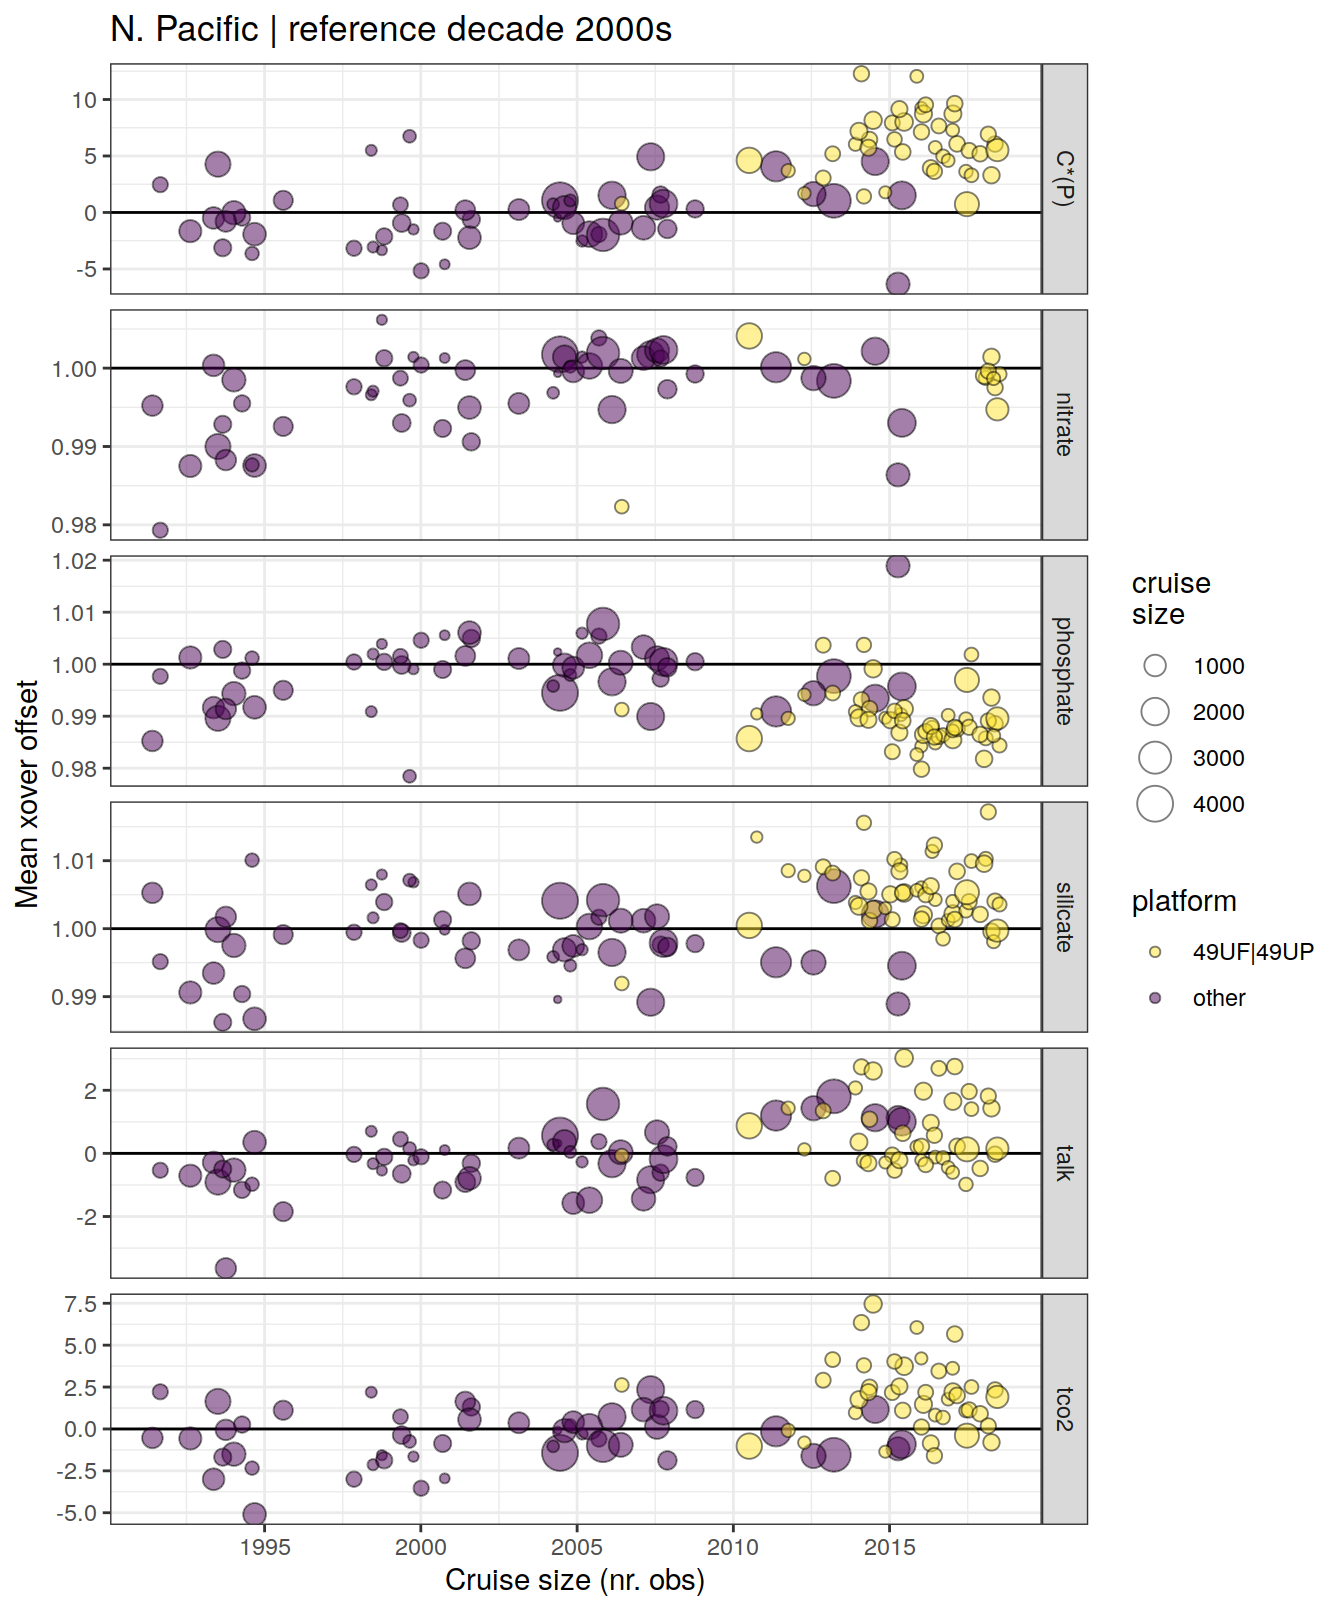 N. Pacific | reference decade 2000s
10
5
0
-5
C*(P)
1.00
0.99
0.98
nitrate
1.02
1.01
1.00
0.99
0.98
phosphate
1.01
1.00
0.99
silicate
2
0
-2
talk
7.5
5.0
2.5
0.0
-2.5
-5.0
tco2
1995
2000
2005
2010
2015
Cruise size (nr. obs)
Mean xover offset
cruise
size
1000
2000
3000
4000
platform
49UF|49UP
other